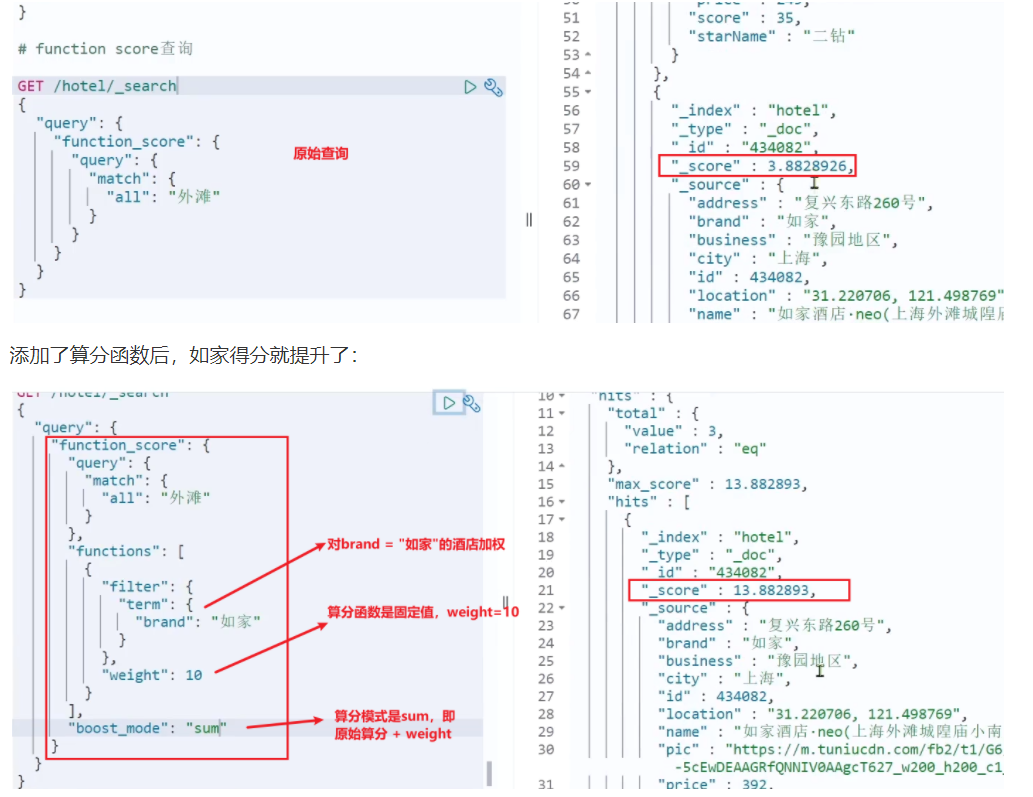 }
# function score查询
GET /hotel/_search
{
"query": {
"function_score": {
"query": {
"match": {
"all": "外滩"
}
}
}
}
}
原始查询
51 "score" : 35,
52 "starName" : "二钻"
53 }
54 },
55 {
56 "_index" : "hotel",
57 "_type" : "_doc",
58 "_id" : "434082",
59 "_score" : 3.8828926,
60 "_source" : {
61 "address" : "复兴东路260号",
62 "brand" : "如家",
63 "business" : "豫园地区",
64 "city" : "上海",
65 "id" : 434082,
66 "location" : "31.220706, 121.498769"
67 "name" : "如家酒店·neo(上海外滩城隍庙
添加了算分函数后，如家得分就提升了：
GET /hotel/_search
{
"query": {
"function_score": {
"query": {
"match": {
"all": "外滩"
}
},
"functions": [
{
"filter": {
"term": {
"brand": "如家"
}
},
"weight": 10
}
],
"boost_mode": "sum"
}
}
}
对brand = "如家"的酒店加权
算分函数是固定值，weight=10
算分模式是sum，即
原始算分 + weight
10 "hits" : {
11 "total" : {
12 "value" : 3,
13 "relation" : "eq"
14 },
15 "max_score" : 13.882893,
16 "hits" : [
17 {
18 "_index" : "hotel",
19 "_type" : "_doc",
20 "_id" : "434082",
21 "_score" : 13.882893,
22 "_source" : {
23 "address" : "复兴东路260号",
24 "brand" : "如家",
25 "business" : "豫园地区",
26 "city" : "上海",
27 "id" : 434082,
28 "location" : "31.220706, 121.498769",
29 "name" : "如家酒店·neo(上海外滩城隍庙小南
30 "pic" : "https://m.tuniucdn.com/fb2/t1/G6/
-5cEwDEAAGRfQNNIV0AAgcT627_w200_h200_c1_
31 "price" : 392,